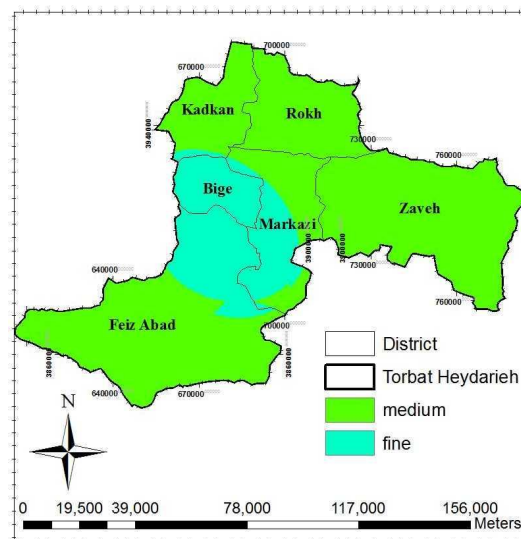 700000
670000
Kadkan
Rokh
3940000
730000
760000
Bige
Zaveh
Markazi
3900000
730000
640000
760000
Feiz Abad
700000
3860000
3860000
640000
670000
District
Torbat Heydarieh
medium
fine
N
0 19,500 39,000 78,000 117,000 156,000
Meters